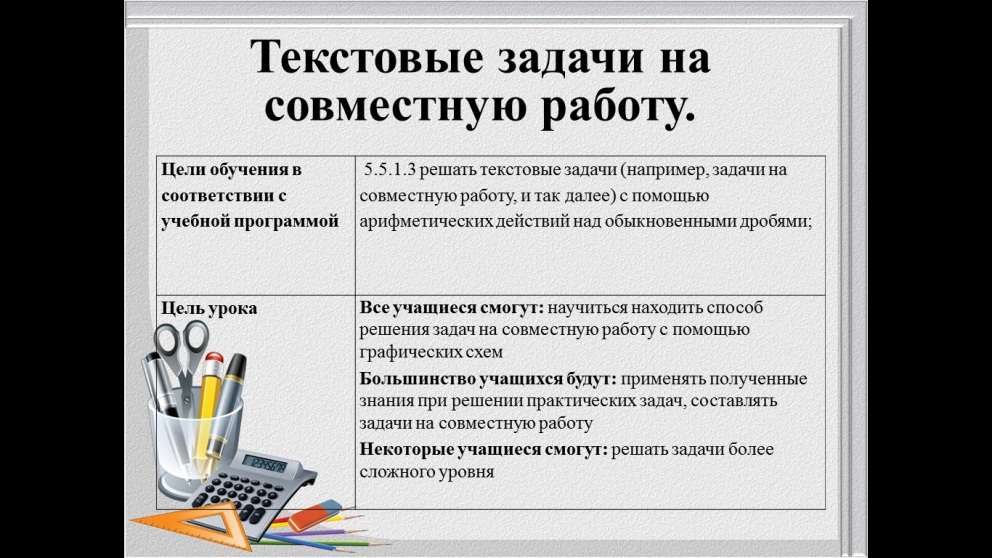 Текстовые задачи на
совместную работу.
Цели обучения в
соответствии с
учебной программой
5.5.1.3 решать текстовые задачи (например, задачи на
совместную работу, и так далее) с помощью
арифметических действий над обыкновенными дробями;
Цель урока
Все учащиеся смогут: научиться находить способ
решения задач на совместную работу с помощью
графических схем
Большинство учащихся будут: применять полученные
знания при решении практических задач, составлять
задачи на совместную работу
Некоторые учащиеся смогут: решать задачи более
сложного уровня